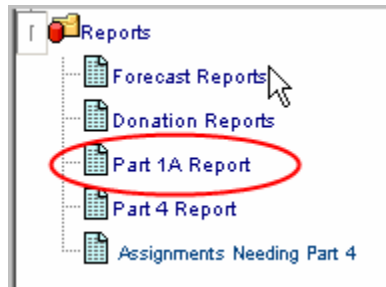 Reports
Forecast Reports
Donation Reports
Part 1A Report
Part 4 Report
Assignments Needing Part 4